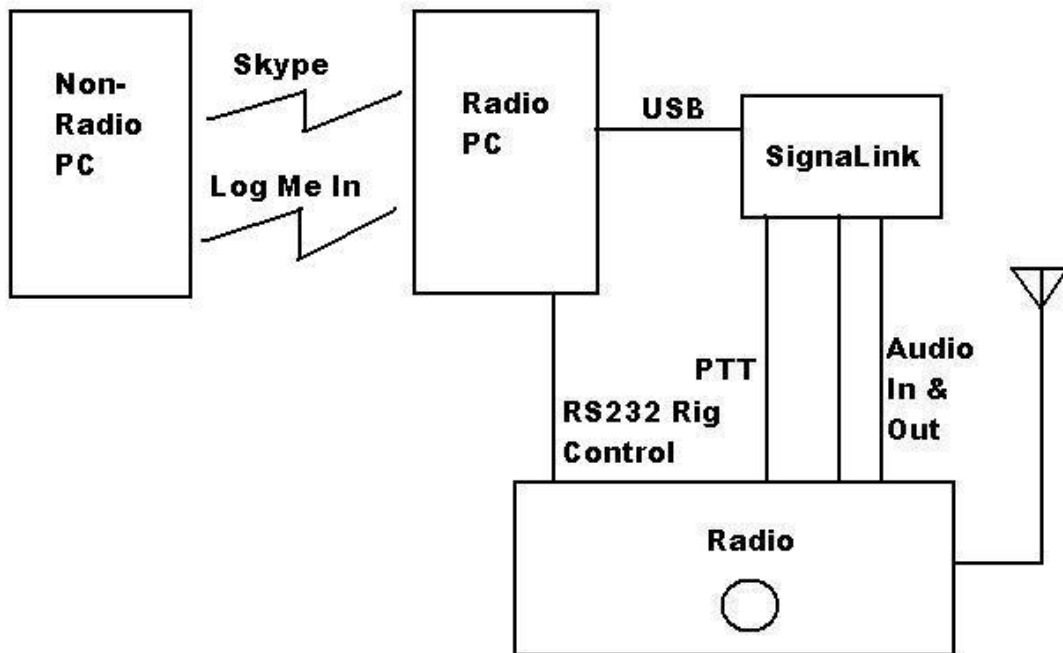 Non-
Radio
PC
Skype
Log Me In
Radio
PC
USB
SignaLink
PTT
Audio
In &
Out
RS232 Rig
Control
Radio